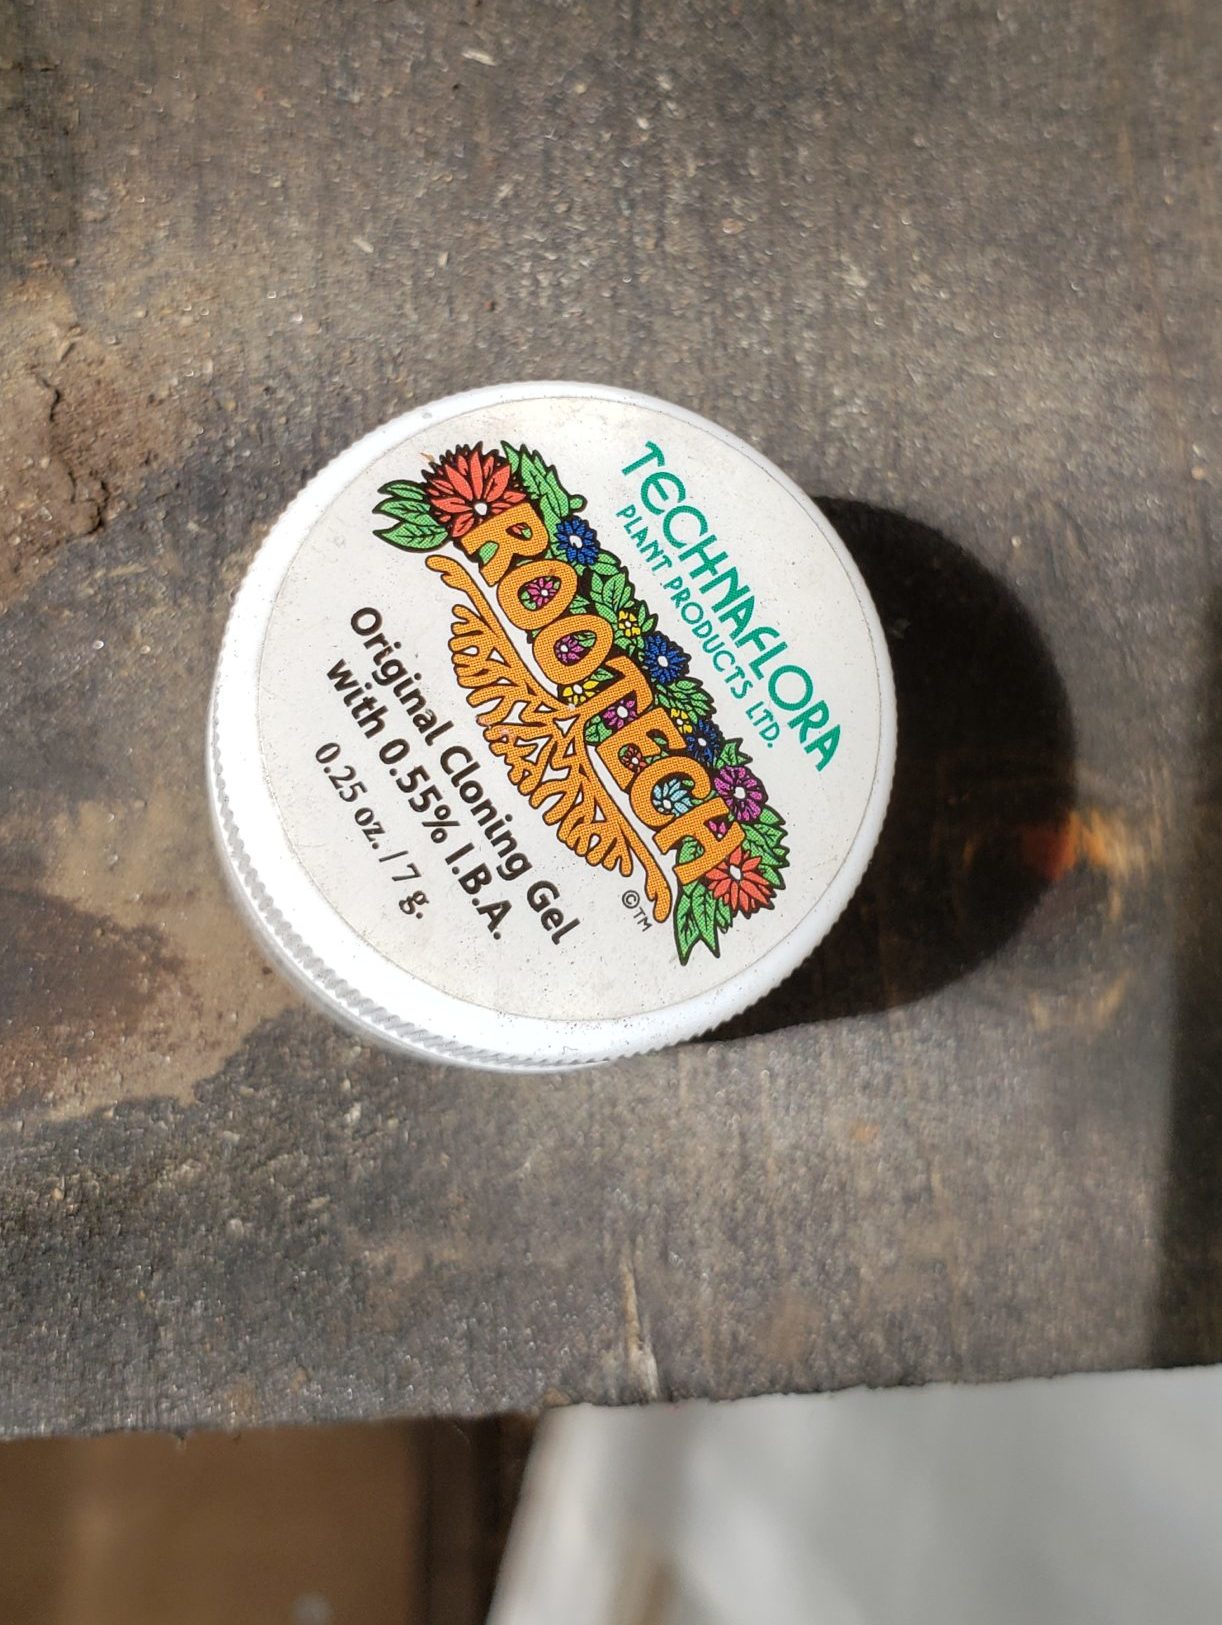 TECHNAFLORA
PLANT PRODUCTS LTD.
ROOTECH
©TM
Original Cloning Gel
with 0.55% I.B.A.
0.25 oz. / 7 g.